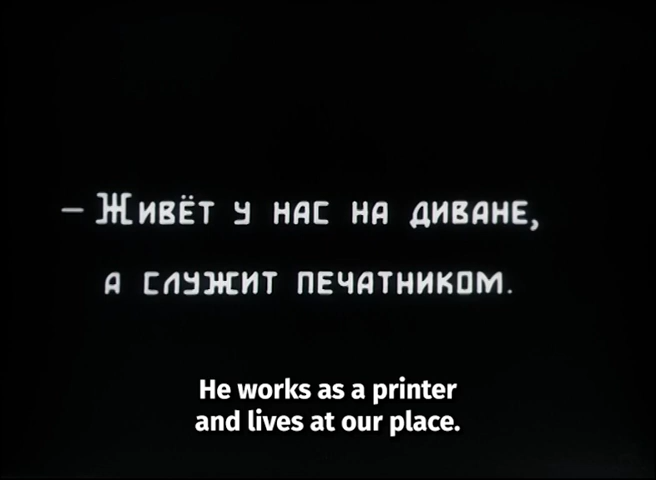 – Живёт у нас на диване,
а служит печатником.
He works as a printer
and lives at our place.